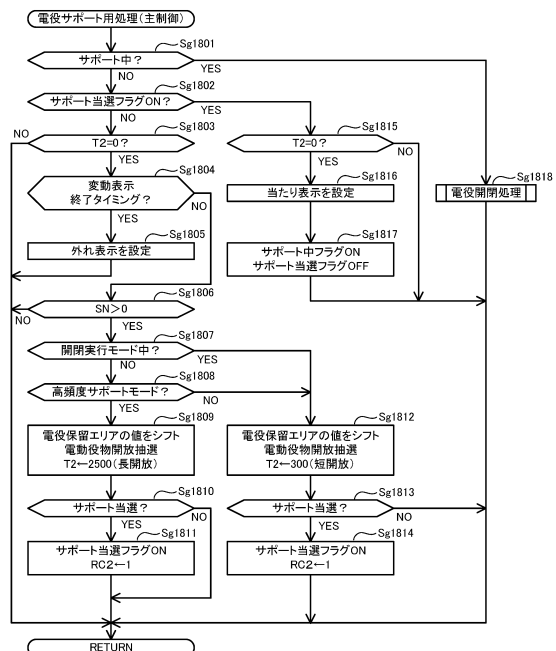 電役サポート用処理(主制御)
Sg1801
サポート中?
YES
NO
Sg1802
サポート当選フラグON?
YES
NO
Sg1803
NO
T2=0?
YES
Sg1804
変動表示
終了タイミング?
NO
YES
Sg1805
外れ表示を設定
Sg1815
T2=0?
NO
YES
Sg1816
当たり表示を設定
Sg1817
サポート中フラグON
サポート当選フラグOFF
Sg1818
電役開閉処理
Sg1806
SN>0
NO
YES
Sg1807
開閉実行モード中?
YES
NO
Sg1808
高頻度サポートモード?
NO
YES
Sg1809
電役保留エリアの値をシフト
電動役物開放抽選
T2←2500(長開放)
Sg1810
サポート当選?
NO
YES
Sg1811
サポート当選フラグON
RC2←1
Sg1812
電役保留エリアの値をシフト
電動役物開放抽選
T2←300(短開放)
Sg1813
サポート当選?
NO
YES
Sg1814
サポート当選フラグON
RC2←1
RETURN